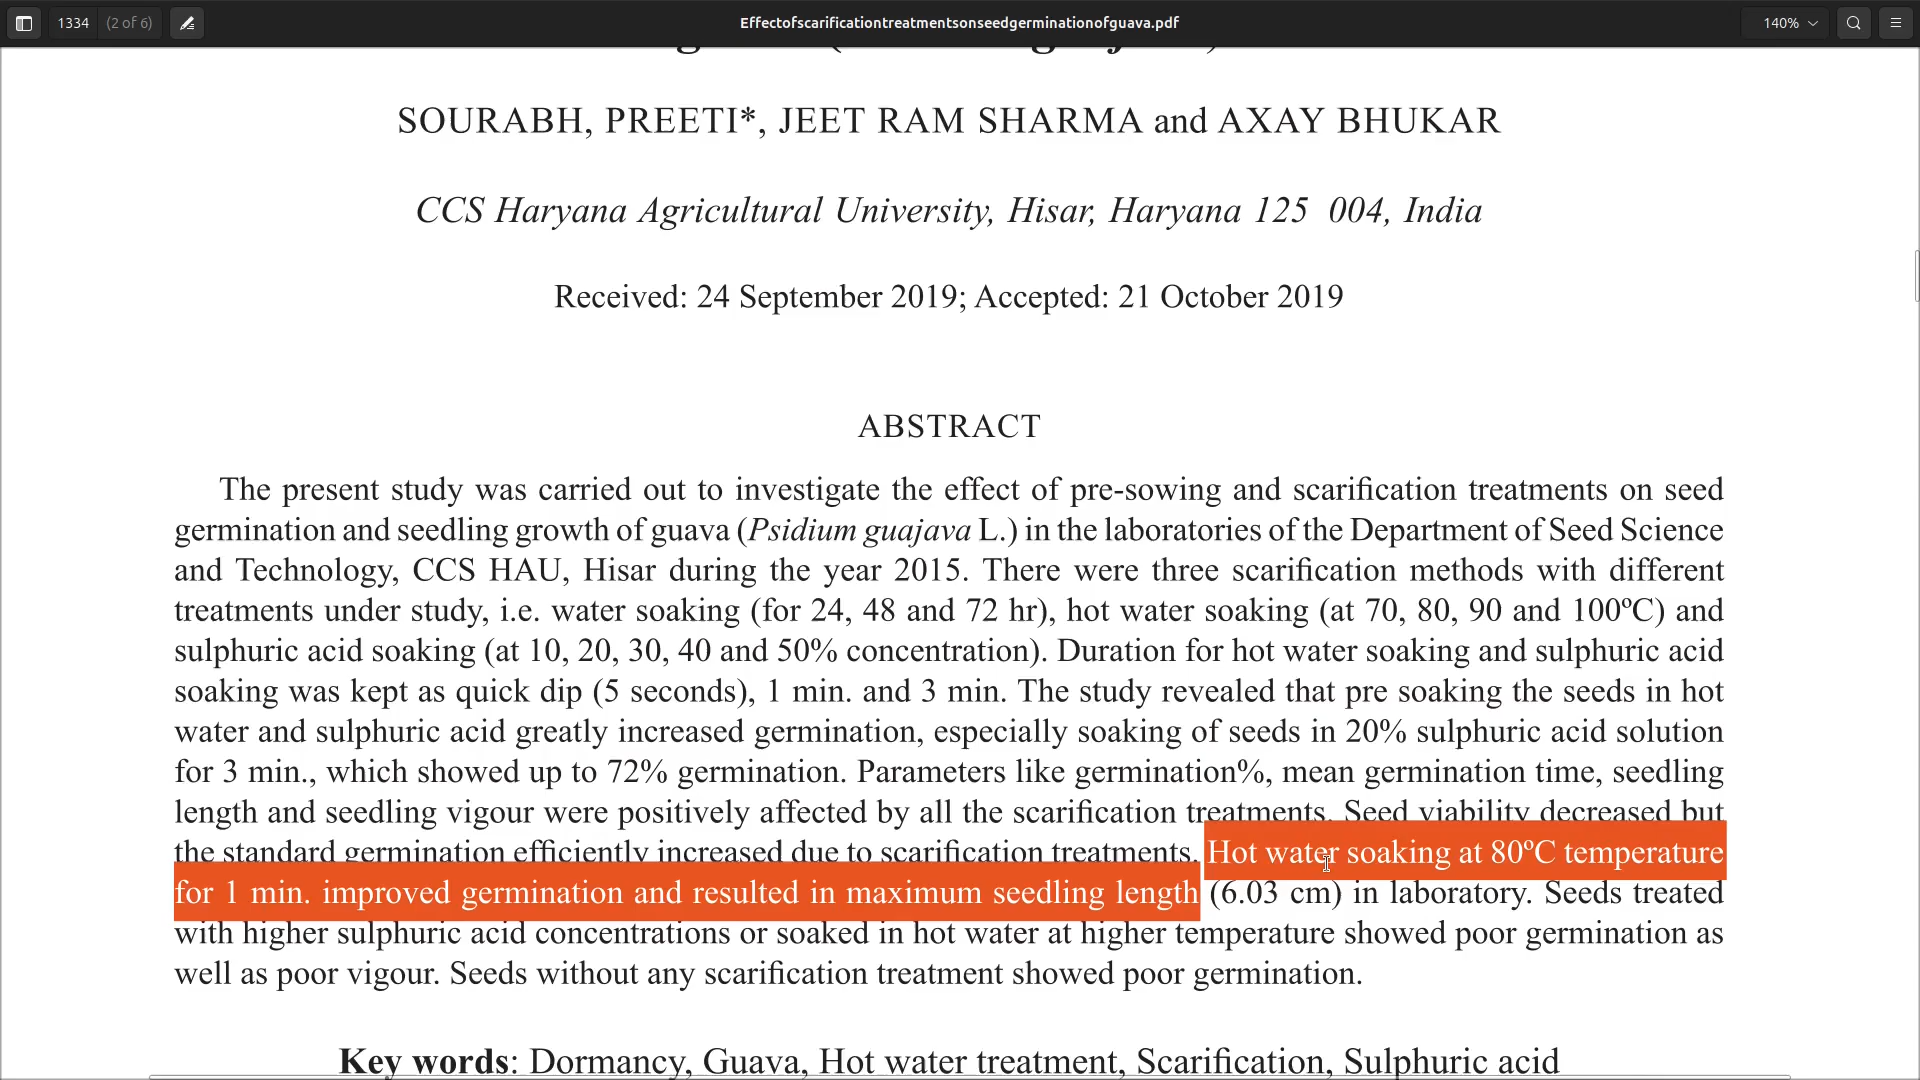 1334 (2 of 6)
Effectofscarificationtreatmentsonseedgerminationofguava.pdf
140%
SOURABH, PREETI*, JEET RAM SHARMA and AXAY BHUKAR
CCS Haryana Agricultural University, Hisar, Haryana 125 004, India
Received: 24 September 2019; Accepted: 21 October 2019
ABSTRACT
The present study was carried out to investigate the effect of pre-sowing and scarification treatments on seed
germination and seedling growth of guava (Psidium guajava L.) in the laboratories of the Department of Seed Science
and Technology, CCS HAU, Hisar during the year 2015. There were three scarification methods with different
treatments under study, i.e. water soaking (for 24, 48 and 72 hr), hot water soaking (at 70, 80, 90 and 100ºC) and
sulphuric acid soaking (at 10, 20, 30, 40 and 50% concentration). Duration for hot water soaking and sulphuric acid
soaking was kept as quick dip (5 seconds), 1 min. and 3 min. The study revealed that pre soaking the seeds in hot
water and sulphuric acid greatly increased germination, especially soaking of seeds in 20% sulphuric acid solution
for 3 min., which showed up to 72% germination. Parameters like germination%, mean germination time, seedling
length and seedling vigour were positively affected by all the scarification treatments. Seed viability decreased but
the standard germination efficiently increased due to scarification treatments. Hot water soaking at 80ºC temperature
for 1 min. improved germination and resulted in maximum seedling length (6.03 cm) in laboratory. Seeds treated
with higher sulphuric acid concentrations or soaked in hot water at higher temperature showed poor germination as
well as poor vigour. Seeds without any scarification treatment showed poor germination.
Key words: Dormancy, Guava, Hot water treatment, Scarification, Sulphuric acid